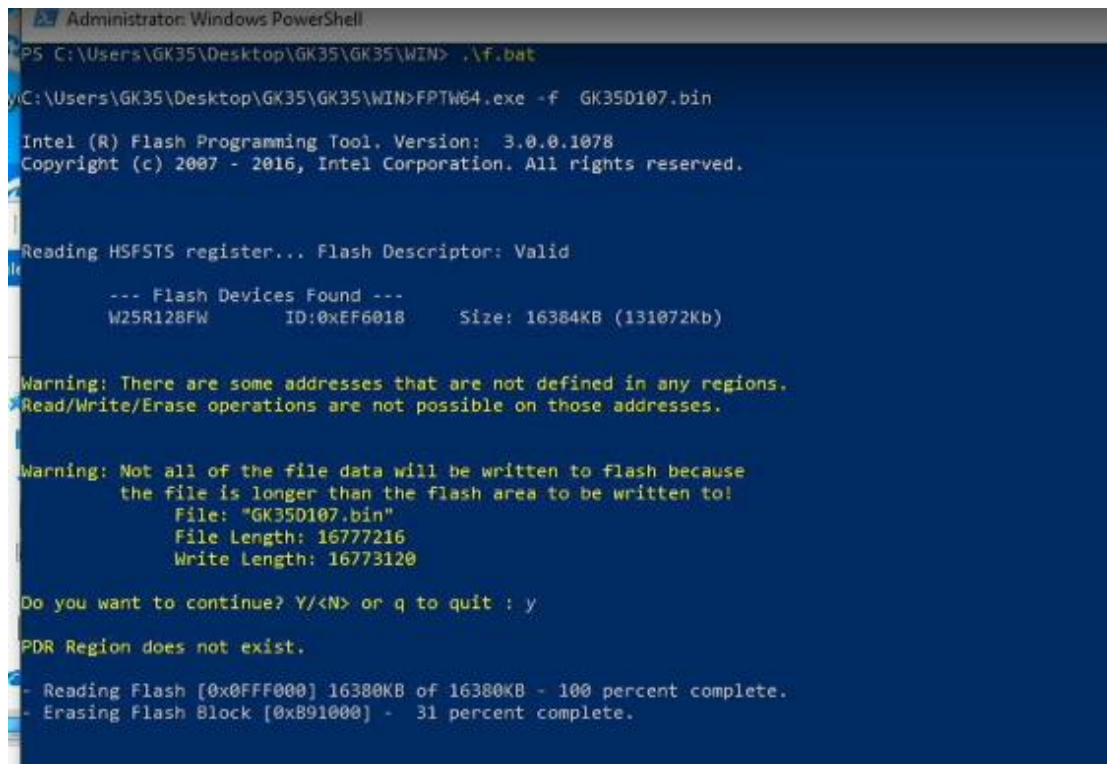 Administrator: Windows PowerShell
PS C:\Users\GK35\Desktop\GK35\GK35\WIN> .\f.bat
C:\Users\GK35\Desktop\GK35\GK35\WIN>FPTW64.exe -f  GK35D107.bin
Intel (R) Flash Programming Tool. Version:  3.0.0.1078
Copyright (c) 2007 - 2016, Intel Corporation. All rights reserved.
Reading HSFSTS register... Flash Descriptor: Valid
--- Flash Devices Found ---
W25R128FW       ID:0xEF6018     Size: 16384KB (131072Kb)
Warning: There are some addresses that are not defined in any regions.
Read/Write/Erase operations are not possible on those addresses.
Warning: Not all of the file data will be written to flash because
the file is longer than the flash area to be written to!
File: "GK35D107.bin"
File Length: 16777216
Write Length: 16773120
Do you want to continue? Y/<N> or q to quit : y
PDR Region does not exist.
- Reading Flash [0x0FFF000] 16380KB of 16380KB - 100 percent complete.
- Erasing Flash Block [0xB91000] -  31 percent complete.